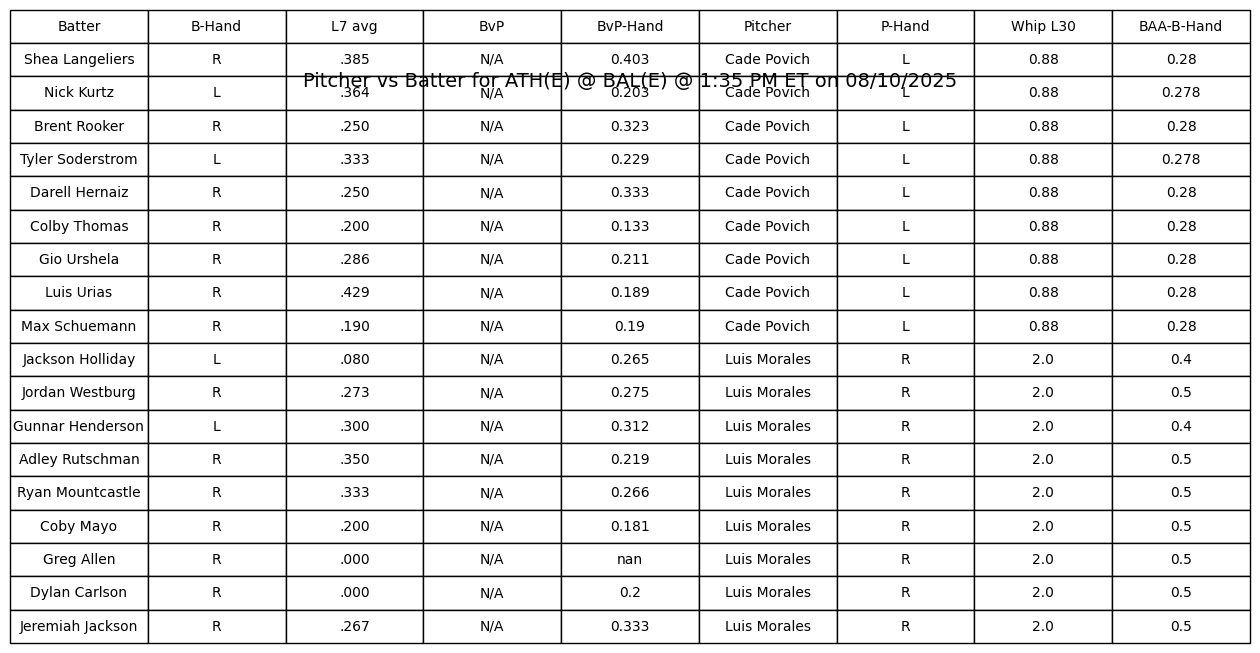 Batter B-Hand L7 avg BvP BvP-Hand Pitcher P-Hand Whip L30 BAA-B-Hand
Shea Langeliers R .385 N/A 0.403 Cade Povich L 0.88 0.28
Pitcher vs Batter for ATH(E) @ BAL(E) @ 1:35 PM ET on 08/10/2025
Nick Kurtz L .364 N/A 0.203 Cade Povich L 0.88 0.278
Brent Rooker R .250 N/A 0.323 Cade Povich L 0.88 0.28
Tyler Soderstrom L .333 N/A 0.229 Cade Povich L 0.88 0.278
Darell Hernaiz R .250 N/A 0.333 Cade Povich L 0.88 0.28
Colby Thomas R .200 N/A 0.133 Cade Povich L 0.88 0.28
Gio Urshela R .286 N/A 0.211 Cade Povich L 0.88 0.28
Luis Urias R .429 N/A 0.189 Cade Povich L 0.88 0.28
Max Schuemann R .190 N/A 0.19 Cade Povich L 0.88 0.28
Jackson Holliday L .080 N/A 0.265 Luis Morales R 2.0 0.4
Jordan Westburg R .273 N/A 0.275 Luis Morales R 2.0 0.5
Gunnar Henderson L .300 N/A 0.312 Luis Morales R 2.0 0.4
Adley Rutschman R .350 N/A 0.219 Luis Morales R 2.0 0.5
Ryan Mountcastle R .333 N/A 0.266 Luis Morales R 2.0 0.5
Coby Mayo R .200 N/A 0.181 Luis Morales R 2.0 0.5
Greg Allen R .000 N/A nan Luis Morales R 2.0 0.5
Dylan Carlson R .000 N/A 0.2 Luis Morales R 2.0 0.5
Jeremiah Jackson R .267 N/A 0.333 Luis Morales R 2.0 0.5